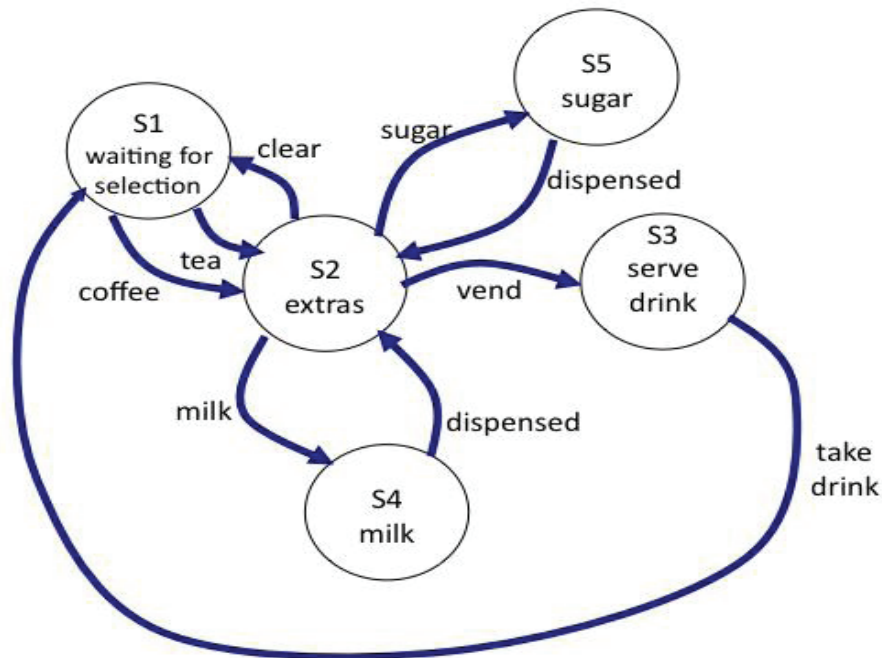 S5
sugar
S1
waiting for
selection
clear
sugar
dispensed
tea
coffee
S2
extras
vend
S3
serve
drink
milk
dispensed
S4
milk
take
drink